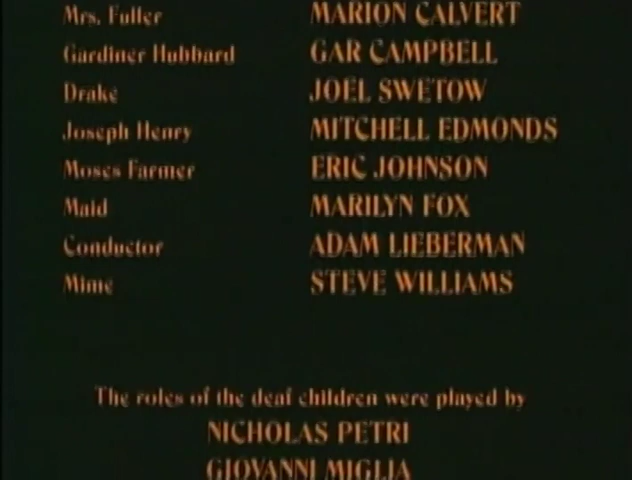 Mrs. Fuller MARION CALVERT
Gardiner Hubbard GAR CAMPBELL
Drake JOEL SWETOW
Joseph Henry MITCHELL EDMONDS
Moses Farmer ERIC JOHNSON
Maid MARILYN FOX
Conductor ADAM LIEBERMAN
Mime STEVE WILLIAMS
The roles of the deaf children were played by
NICHOLAS PETRI
GIOVANNI MIGLIA